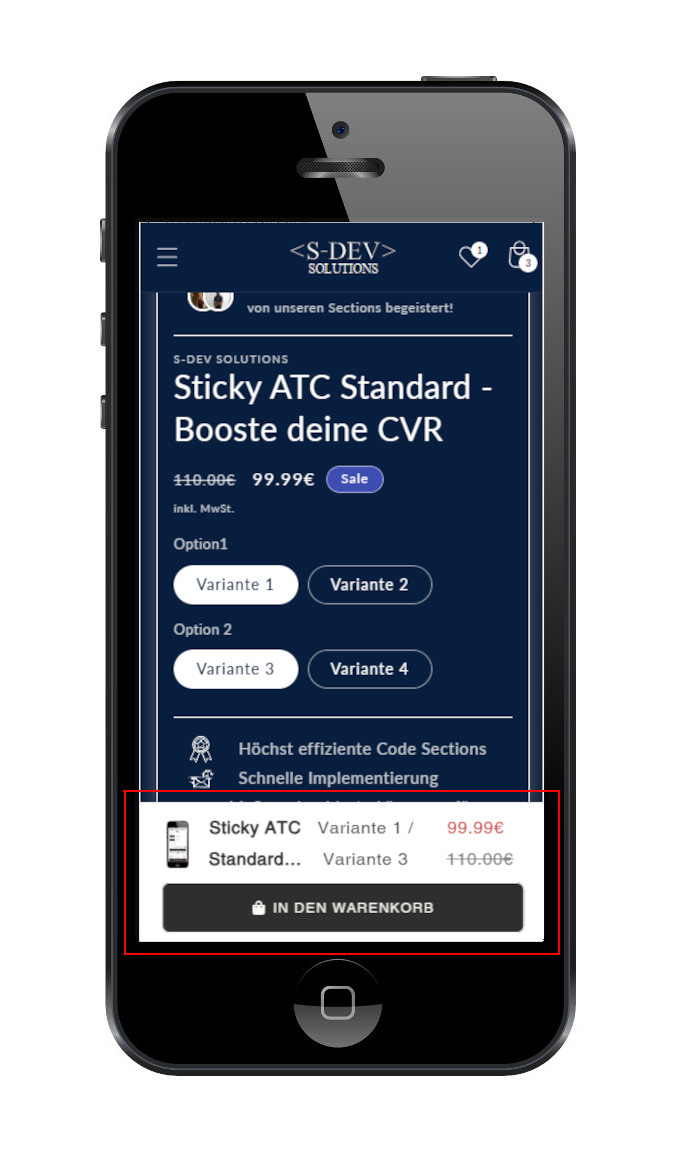 <S-DEV>
SOLUTIONS
1
3
von unseren Sections begeistert!
S-DEV SOLUTIONS
Sticky ATC Standard -
Booste deine CVR
110.00€ 99.99€ Sale
inkl. MwSt.
Option1
Variante 1 Variante 2
Option 2
Variante 3 Variante 4
Höchst effiziente Code Sections
Schnelle Implementierung
Sticky ATC Variante 1 / 99.99€
Standard... Variante 3 110.00€
IN DEN WARENKORB